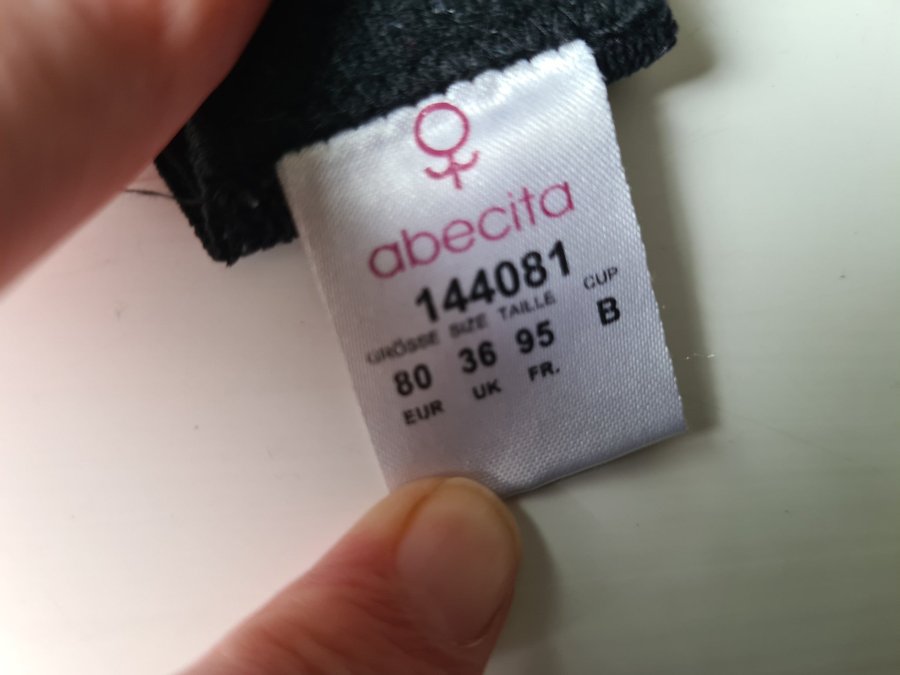 abecita
144081
GRÖSSE SIZE TAILLE CUP
80 36 95 B
EUR UK FR.